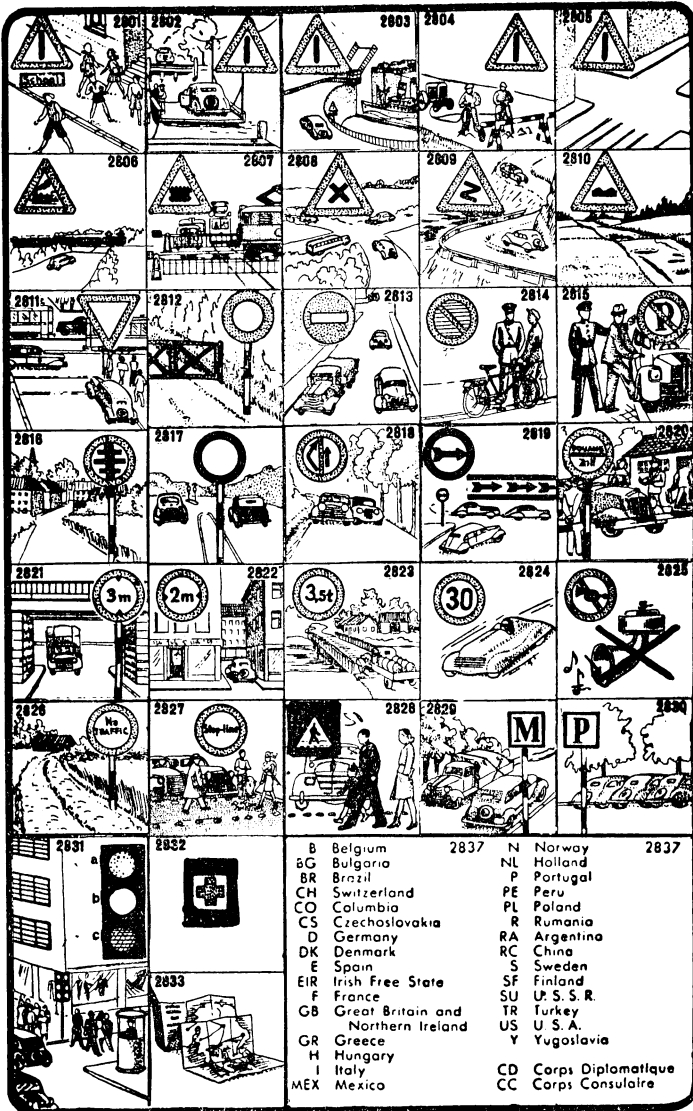 2801
School
2802
2803
2804
2805
2806
2807
2808
2809
2810
2811
2812
2813
2814
2815
P
2816
2817
2818
2819
2820
2821
3m
2822
2m
2823
3,5t
2824
30
2825
2826
No
TRAFFIC
2827
Stop-line!
2828
2829
M
2830
P
2831
a
b
c
2832
2833
2837
B Belgium
BG Bulgaria
BR Brazil
CH Switzerland
CO Columbia
CS Czechoslovakia
D Germany
DK Denmark
E Spain
EIR Irish Free State
F France
GB Great Britain and
Northern Ireland
GR Greece
H Hungary
I Italy
MEX Mexico
2837
N Norway
NL Holland
P Portugal
PE Peru
PL Poland
R Rumania
RA Argentina
RC China
S Sweden
SF Finland
SU U.S.S.R.
TR Turkey
US U.S.A.
Y Yugoslavia
CD Corps Diplomatique
CC Corps Consulaire